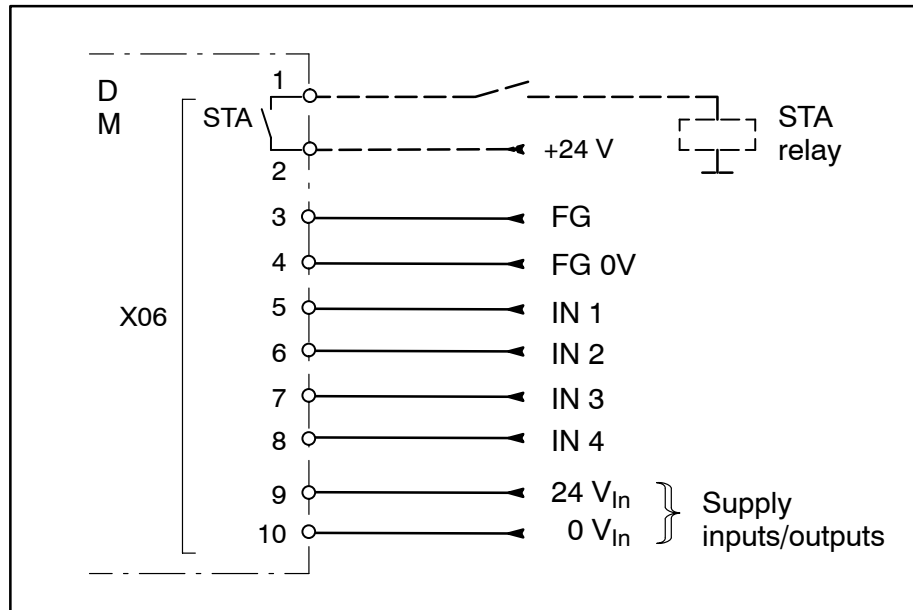 D
M
1
STA
STA
relay
2
+24 V
3
FG
4
FG 0V
5
IN 1
X06
6
IN 2
7
IN 3
8
IN 4
9
24 VIn
Supply
10
0 VIn
inputs/outputs